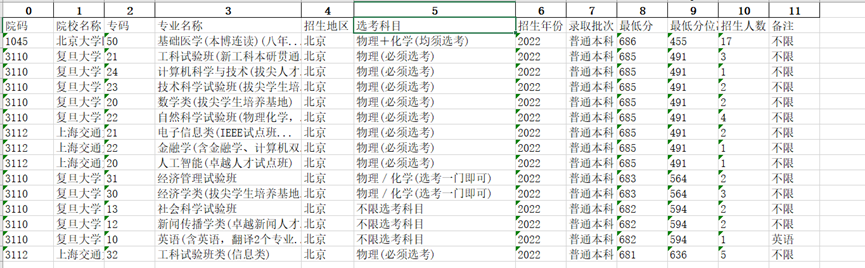 0 1 2 3 4 5 6 7 8 9 10 11
院码 院校名称 专码 专业名称 招生地区 选考科目 招生年份 录取批次 最低分 最低分位 招生人数 备注
1045 北京大学 50 基础医学(本博连读)(八年... 北京 物理＋化学(均须选考) 2022 普通本科 686 455 17 不限
3110 复旦大学 21 工科试验班(新工科本研贯通 北京 物理(必须选考) 2022 普通本科 685 491 3 不限
3110 复旦大学 24 计算机科学与技术(拔尖人才 北京 物理(必须选考) 2022 普通本科 685 491 1 不限
3110 复旦大学 23 技术科学试验班(拔尖学生培 北京 物理(必须选考) 2022 普通本科 685 491 2 不限
3110 复旦大学 20 数学类(拔尖学生培养基地) 北京 物理(必须选考) 2022 普通本科 685 491 2 不限
3110 复旦大学 22 自然科学试验班(物理化学, 北京 物理(必须选考) 2022 普通本科 685 491 4 不限
3112 上海交通 21 电子信息类(IEEE试点班... 北京 物理(必须选考) 2022 普通本科 685 491 2 不限
3112 上海交通 22 金融学(含金融学、计算机双 北京 物理(必须选考) 2022 普通本科 685 491 1 不限
3112 上海交通 20 人工智能(卓越人才试点班) 北京 物理(必须选考) 2022 普通本科 685 491 1 不限
3110 复旦大学 31 经济管理试验班 北京 物理／化学(选考一门即可) 2022 普通本科 683 564 2 不限
3110 复旦大学 30 经济学类(拔尖学生培养基地 北京 物理／化学(选考一门即可) 2022 普通本科 683 564 3 不限
3110 复旦大学 13 社会科学试验班 北京 不限选考科目 2022 普通本科 682 594 2 不限
3110 复旦大学 12 新闻传播学类(卓越新闻人才 北京 不限选考科目 2022 普通本科 682 594 2 不限
3110 复旦大学 10 英语(含英语, 翻译2个专业. 北京 不限选考科目 2022 普通本科 682 594 1 英语
3112 上海交通 32 工科试验班类(信息类) 北京 物理(必须选考) 2022 普通本科 681 636 5 不限